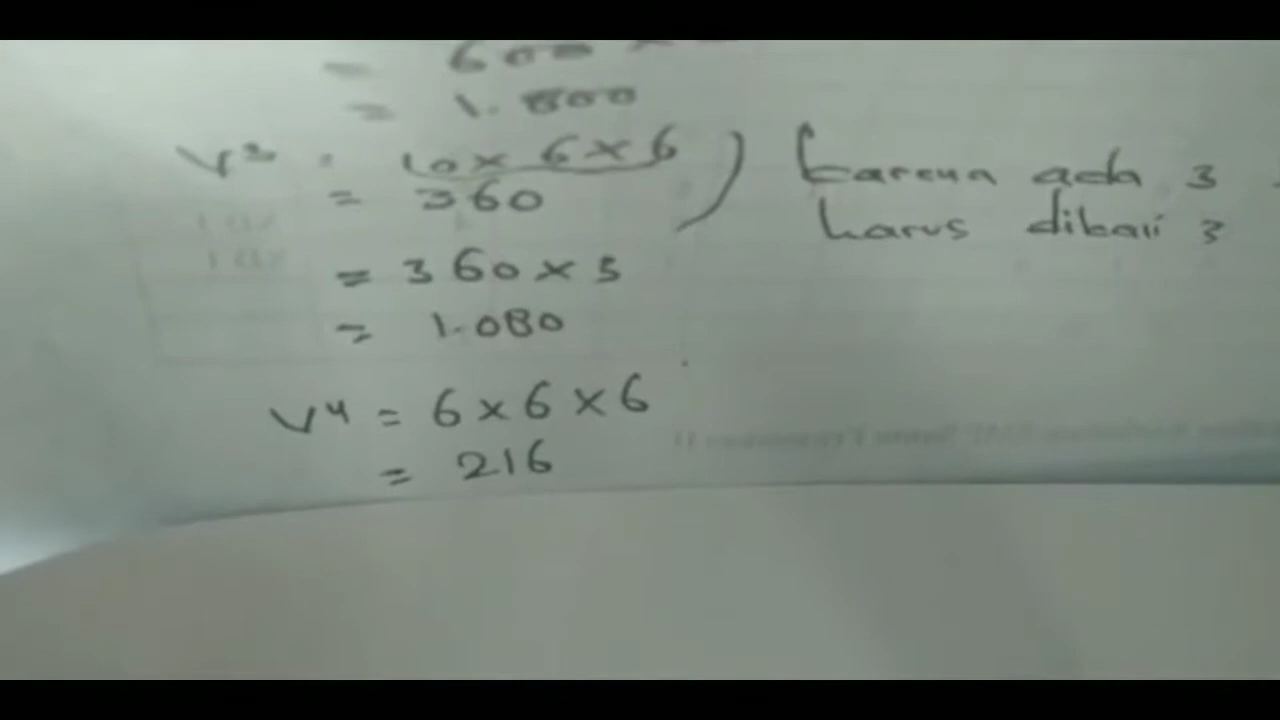 = 600 ×
= 1.800
V³ = 10 × 6 × 6 ) karena ada 3
= 360 harus dikali 3
= 360 × 3
= 1.080
V⁴ = 6 × 6 × 6
= 216